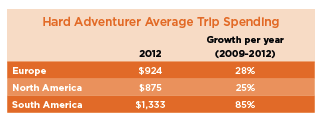 Hard Adventurer Average Trip Spending
Growth per year
2012 (2009-2012)
Europe $924 28%
North America $875 25%
South America $1,333 85%